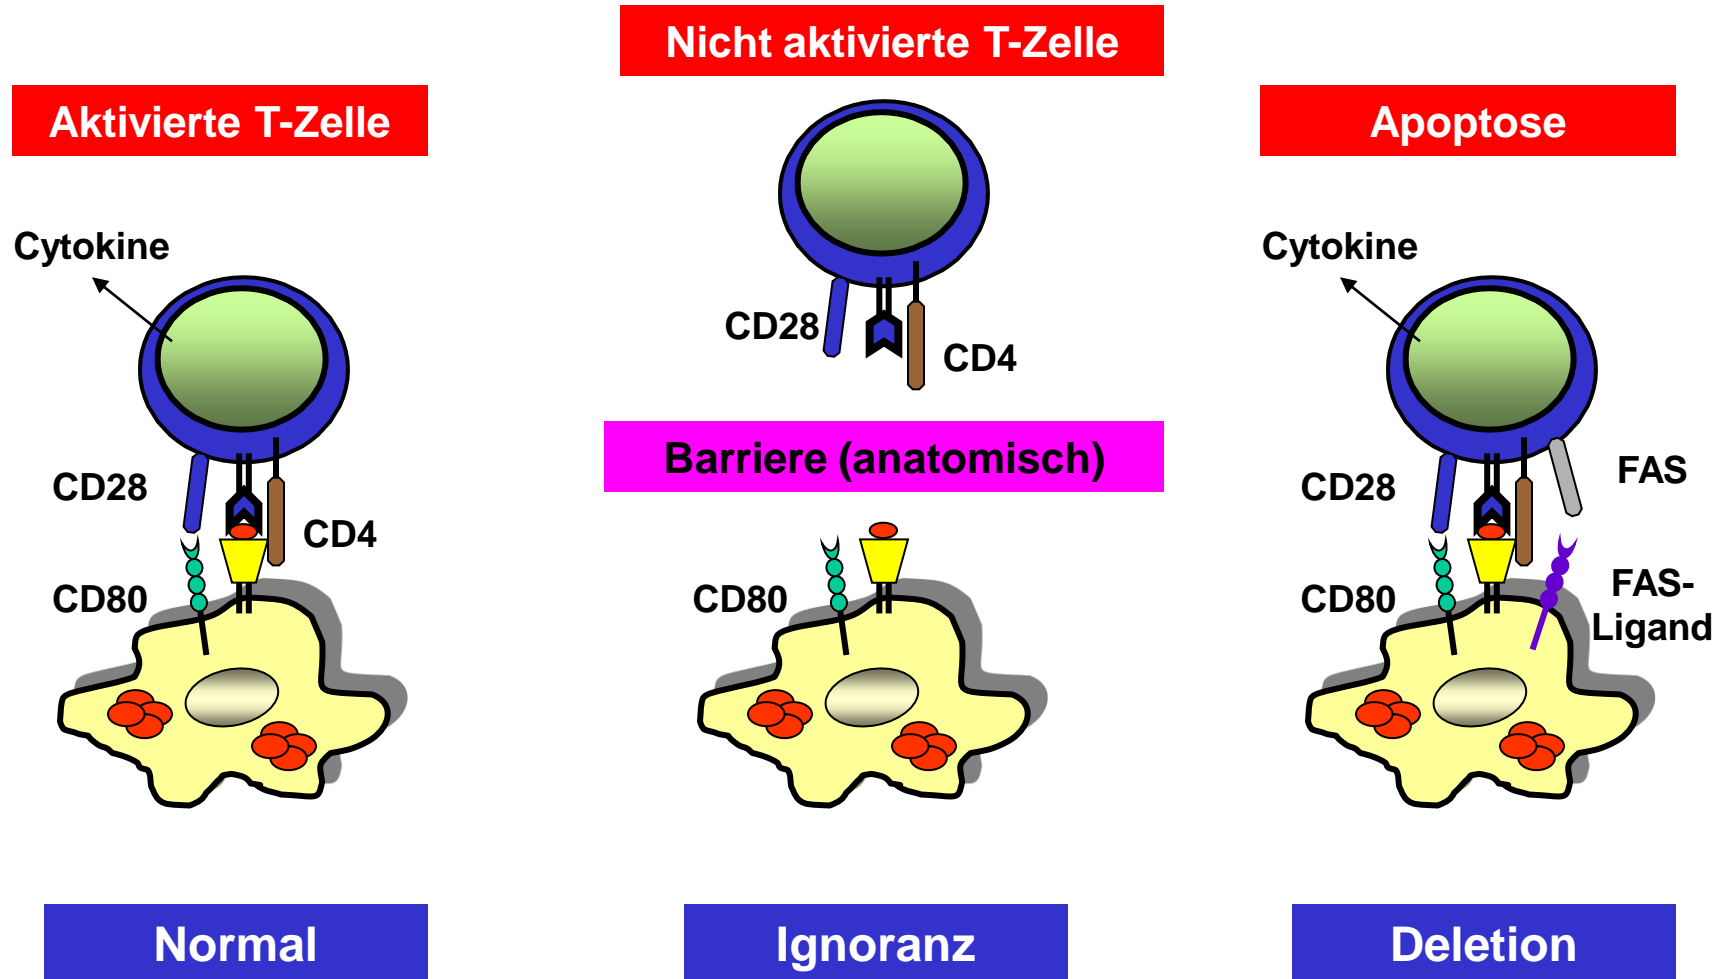 Nicht aktivierte T-Zelle
Aktivierte T-Zelle
Apoptose
Cytokine
CD28
CD4
CD80
CD28
CD4
Barriere (anatomisch)
CD80
Cytokine
CD28
FAS
CD80
FAS-
Ligand
Normal
Ignoranz
Deletion